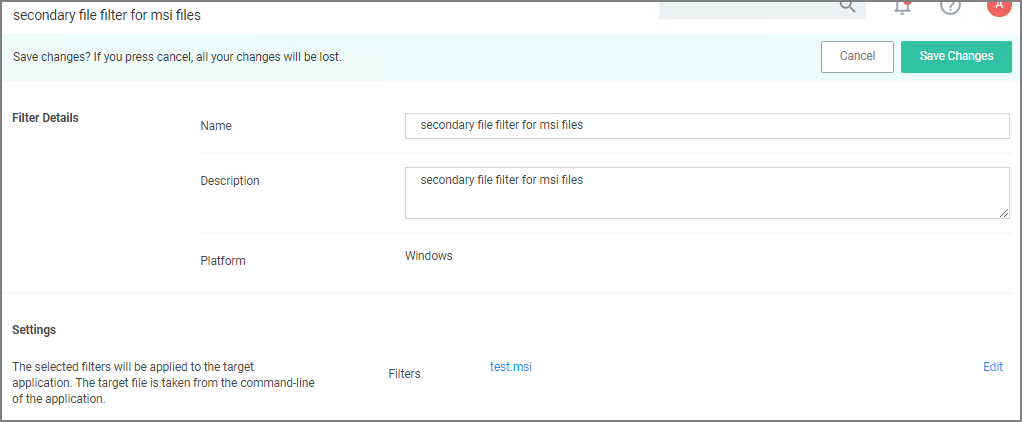 secondary file filter for msi files
A
Save changes? If you press cancel, all your changes will be lost.
Cancel
Save Changes
Filter Details
Name
secondary file filter for msi files
Description
secondary file filter for msi files
Platform
Windows
Settings
The selected filters will be applied to the target
application. The target file is taken from the command-line
of the application.
Filters
test.msi
Edit